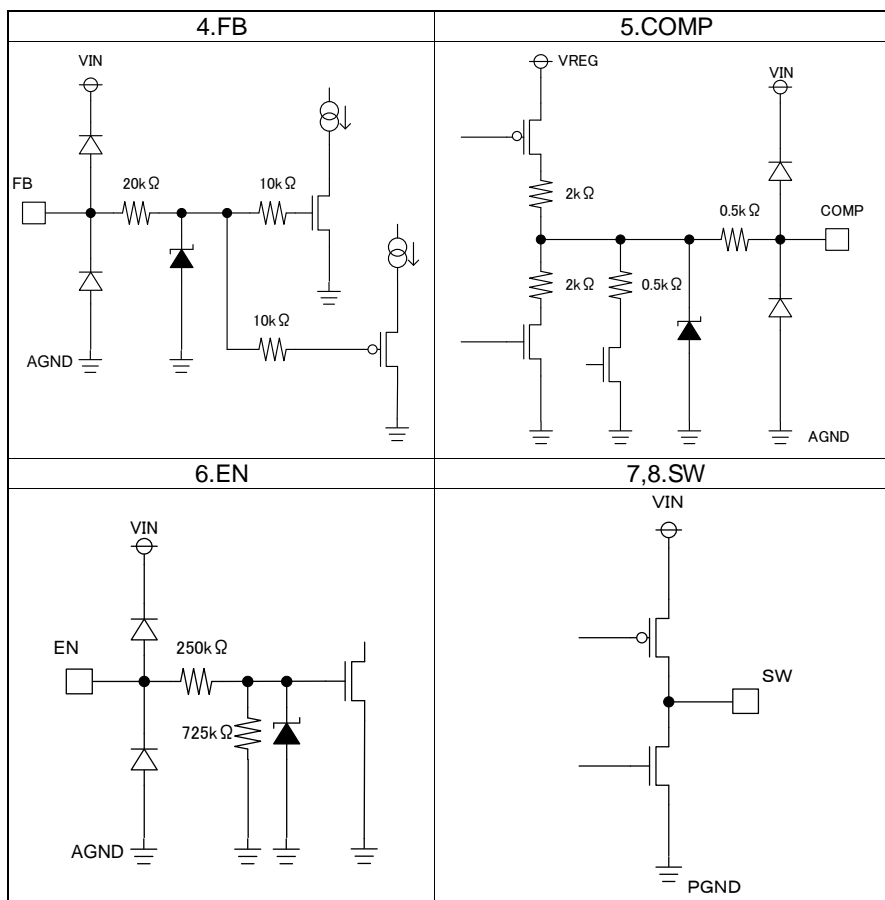 4.FB
VIN
FB
20kΩ
10kΩ
10kΩ
AGND
5.COMP
VREG
VIN
2kΩ
0.5kΩ
COMP
2kΩ
0.5kΩ
AGND
6.EN
VIN
EN
250kΩ
725kΩ
AGND
7,8.SW
VIN
SW
PGND